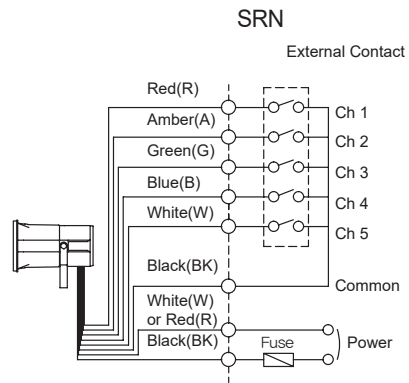 SRN
External Contact
Red(R)
Ch 1
Amber(A)
Ch 2
Green(G)
Ch 3
Blue(B)
Ch 4
White(W)
Ch 5
Black(BK)
Common
White(W)
or Red(R)
Black(BK)
Fuse
Power